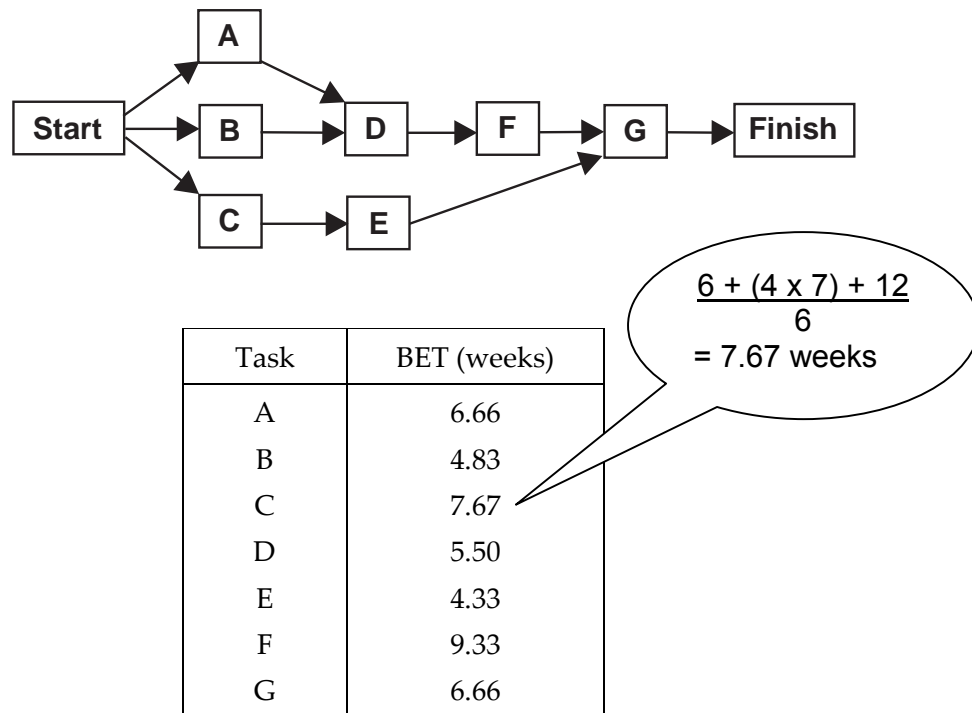 A
Start
B
D
F
G
Finish
C
E
6 + (4 x 7) + 12
6
= 7.67 weeks
Task BET (weeks)
A 6.66
B 4.83
C 7.67
D 5.50
E 4.33
F 9.33
G 6.66